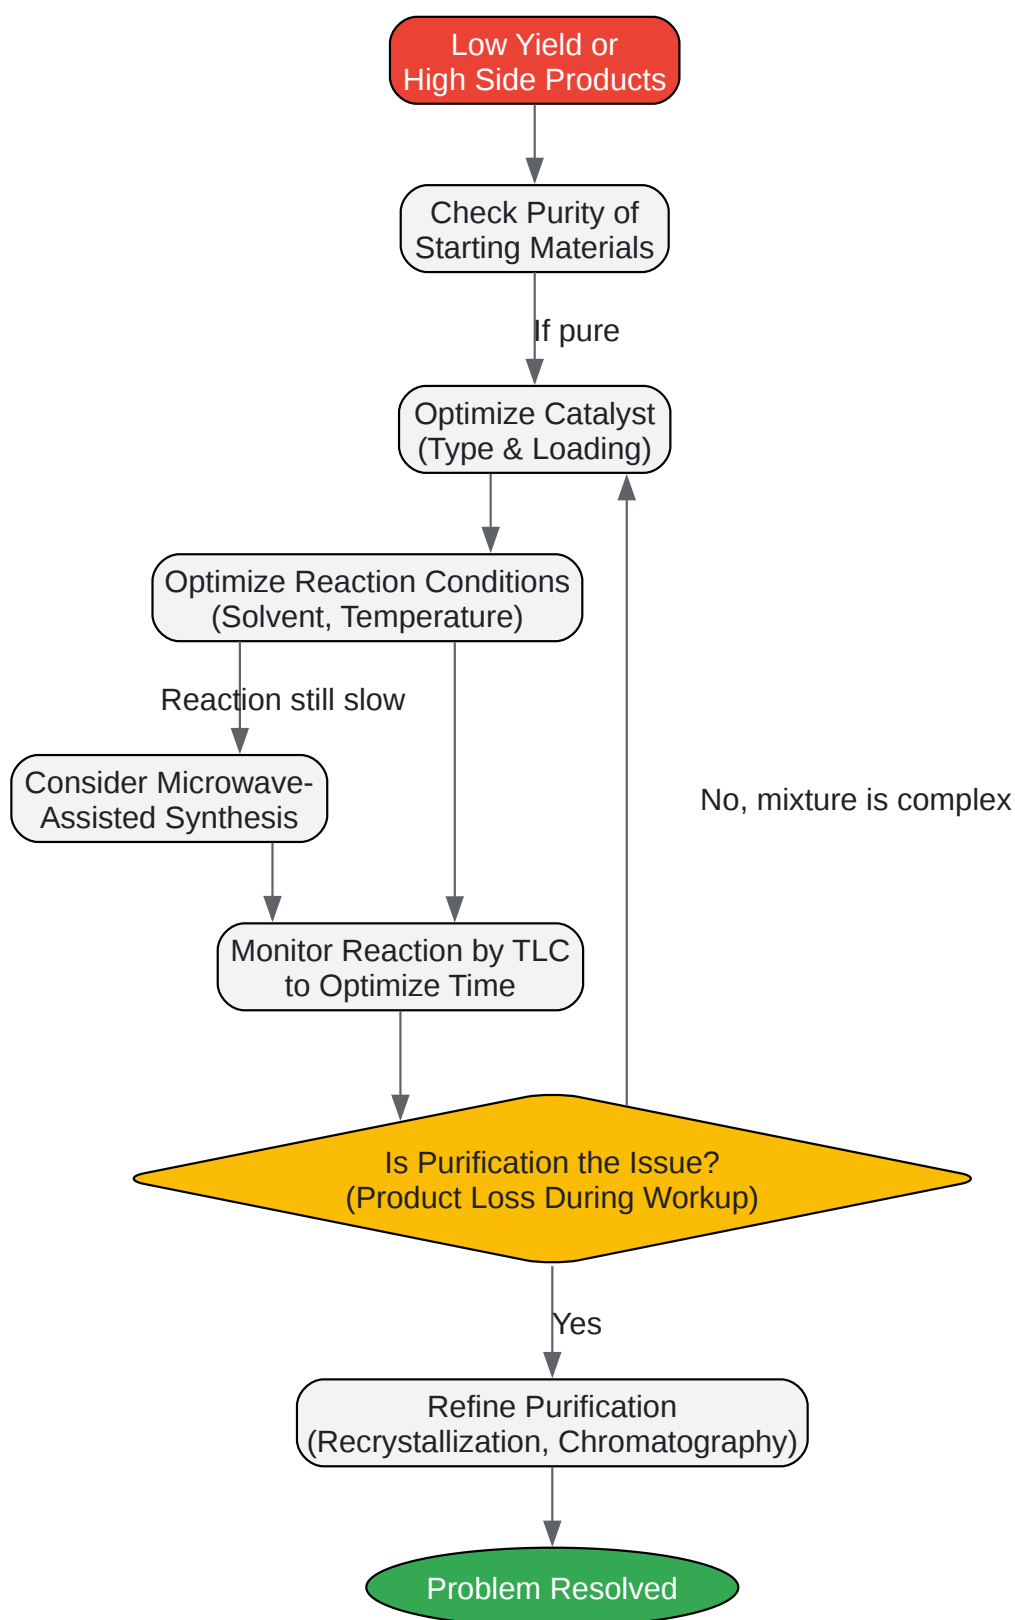 Low Yield or
High Side Products
Check Purity of
Starting Materials
If pure
Optimize Catalyst
(Type & Loading)
Optimize Reaction Conditions
(Solvent, Temperature)
Reaction still slow
Consider Microwave-
Assisted Synthesis
No, mixture is complex
Monitor Reaction by TLC
to Optimize Time
Is Purification the Issue?
(Product Loss During Workup)
Yes
Refine Purification
(Recrystallization, Chromatography)
Problem Resolved